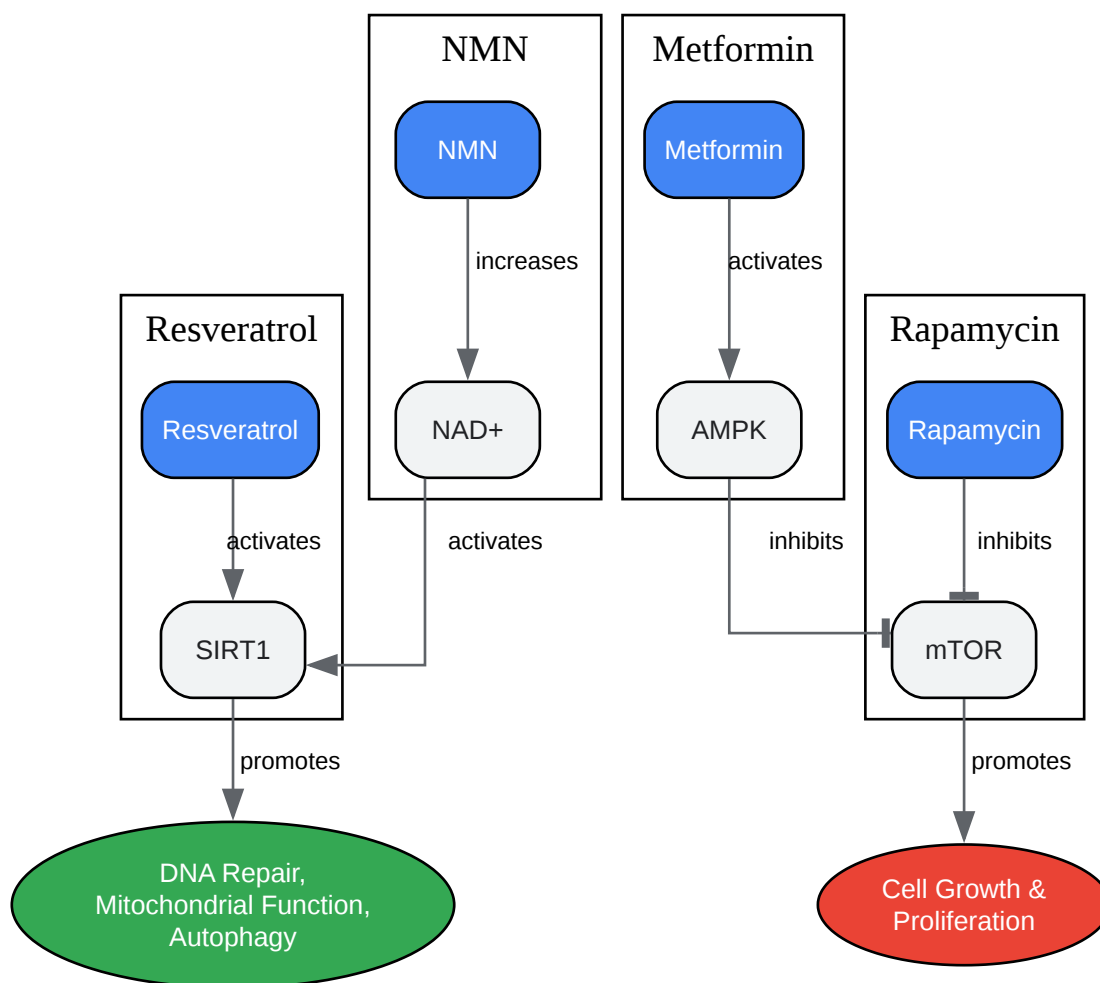 NMN
Metformin
NMN
Metformin
increases
activates
Resveratrol
Rapamycin
Resveratrol
NAD+
AMPK
Rapamycin
activates
activates
inhibits
inhibits
SIRT1
mTOR
promotes
promotes
DNA Repair,
Mitochondrial Function,
Autophagy
Cell Growth &
Proliferation